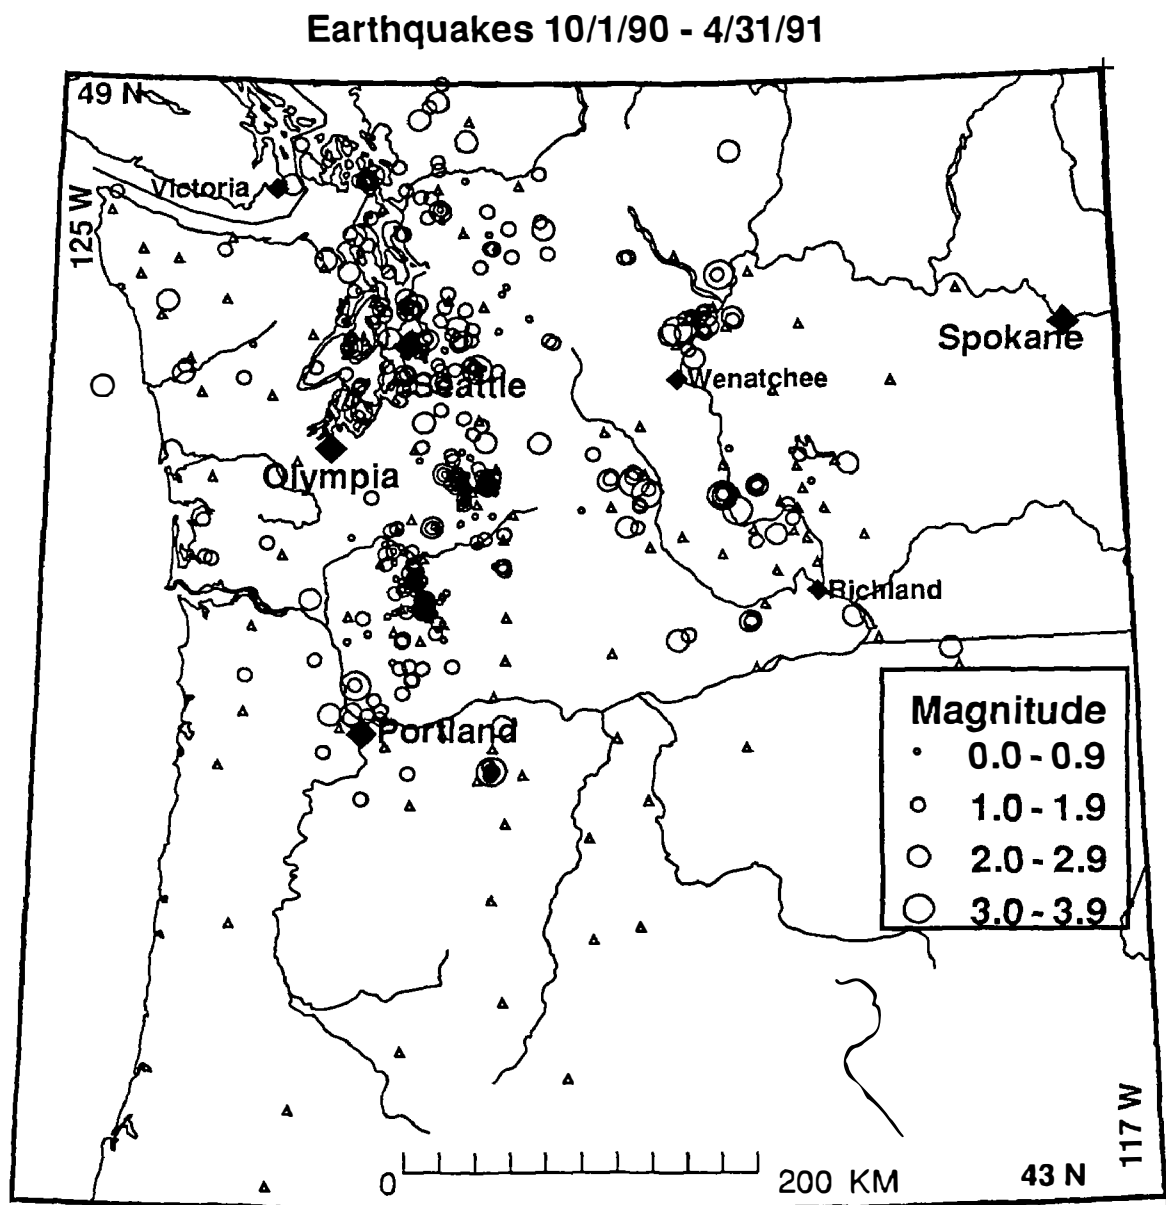 Earthquakes 10/1/90 - 4/31/91
49 N
Victoria
125 W
Spokane
Wenatchee
Seattle
Olympia
Richland
Portland
Magnitude
0.0 - 0.9
1.0 - 1.9
2.0 - 2.9
3.0 - 3.9
117 W
43 N
0
200 KM